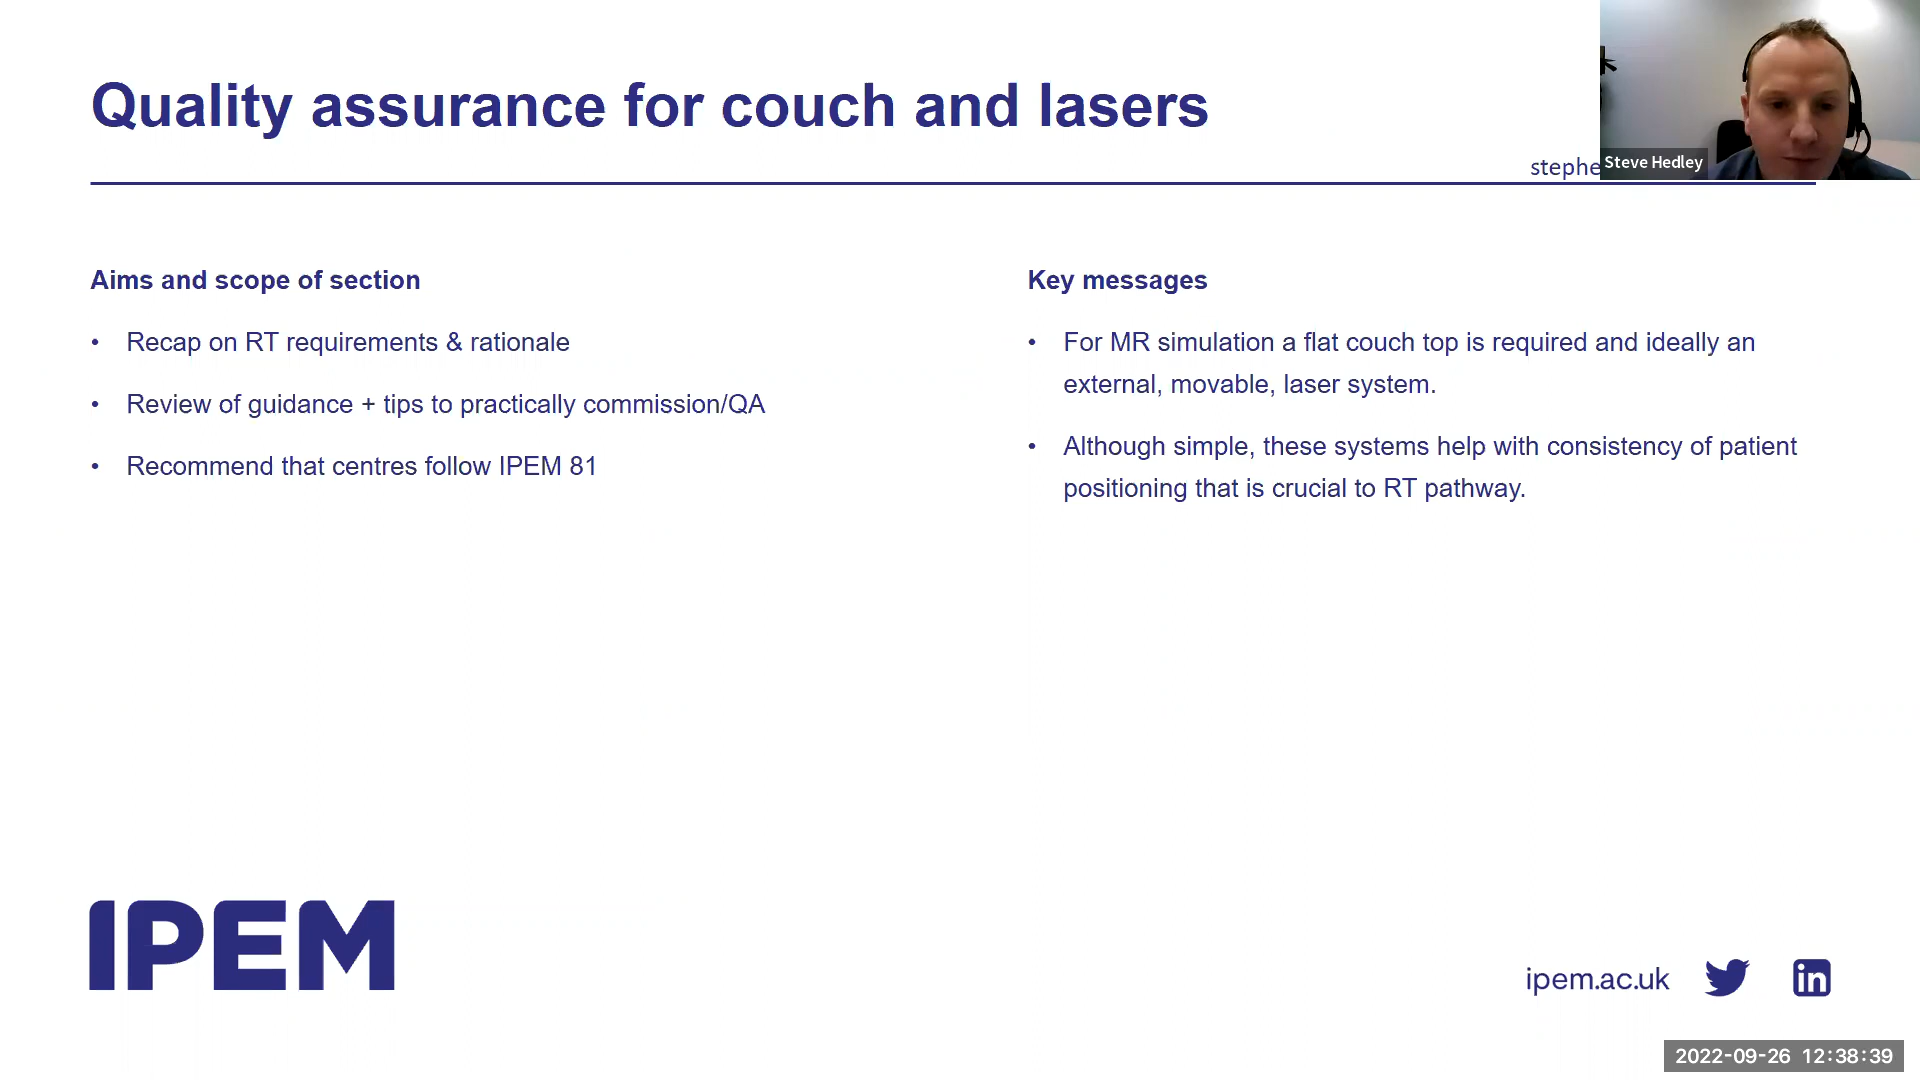 Quality assurance for couch and lasers
stephe
Steve Hedley
Aims and scope of section
• Recap on RT requirements & rationale
• Review of guidance + tips to practically commission/QA
• Recommend that centres follow IPEM 81
Key messages
• For MR simulation a flat couch top is required and ideally an
external, movable, laser system.
• Although simple, these systems help with consistency of patient
positioning that is crucial to RT pathway.
IPEM
ipem.ac.uk
in
2022-09-26 12:38:39